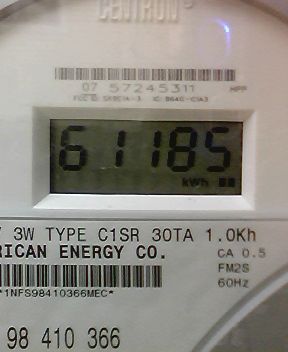 CENTRON®
07 57245311 MPP
61185
kWh
3W TYPE C1SR 30TA 1.0Kh
RICAN ENERGY CO. CA 0.5
FM2S
*1NFS98410366MEC* 60Hz
98 410 366